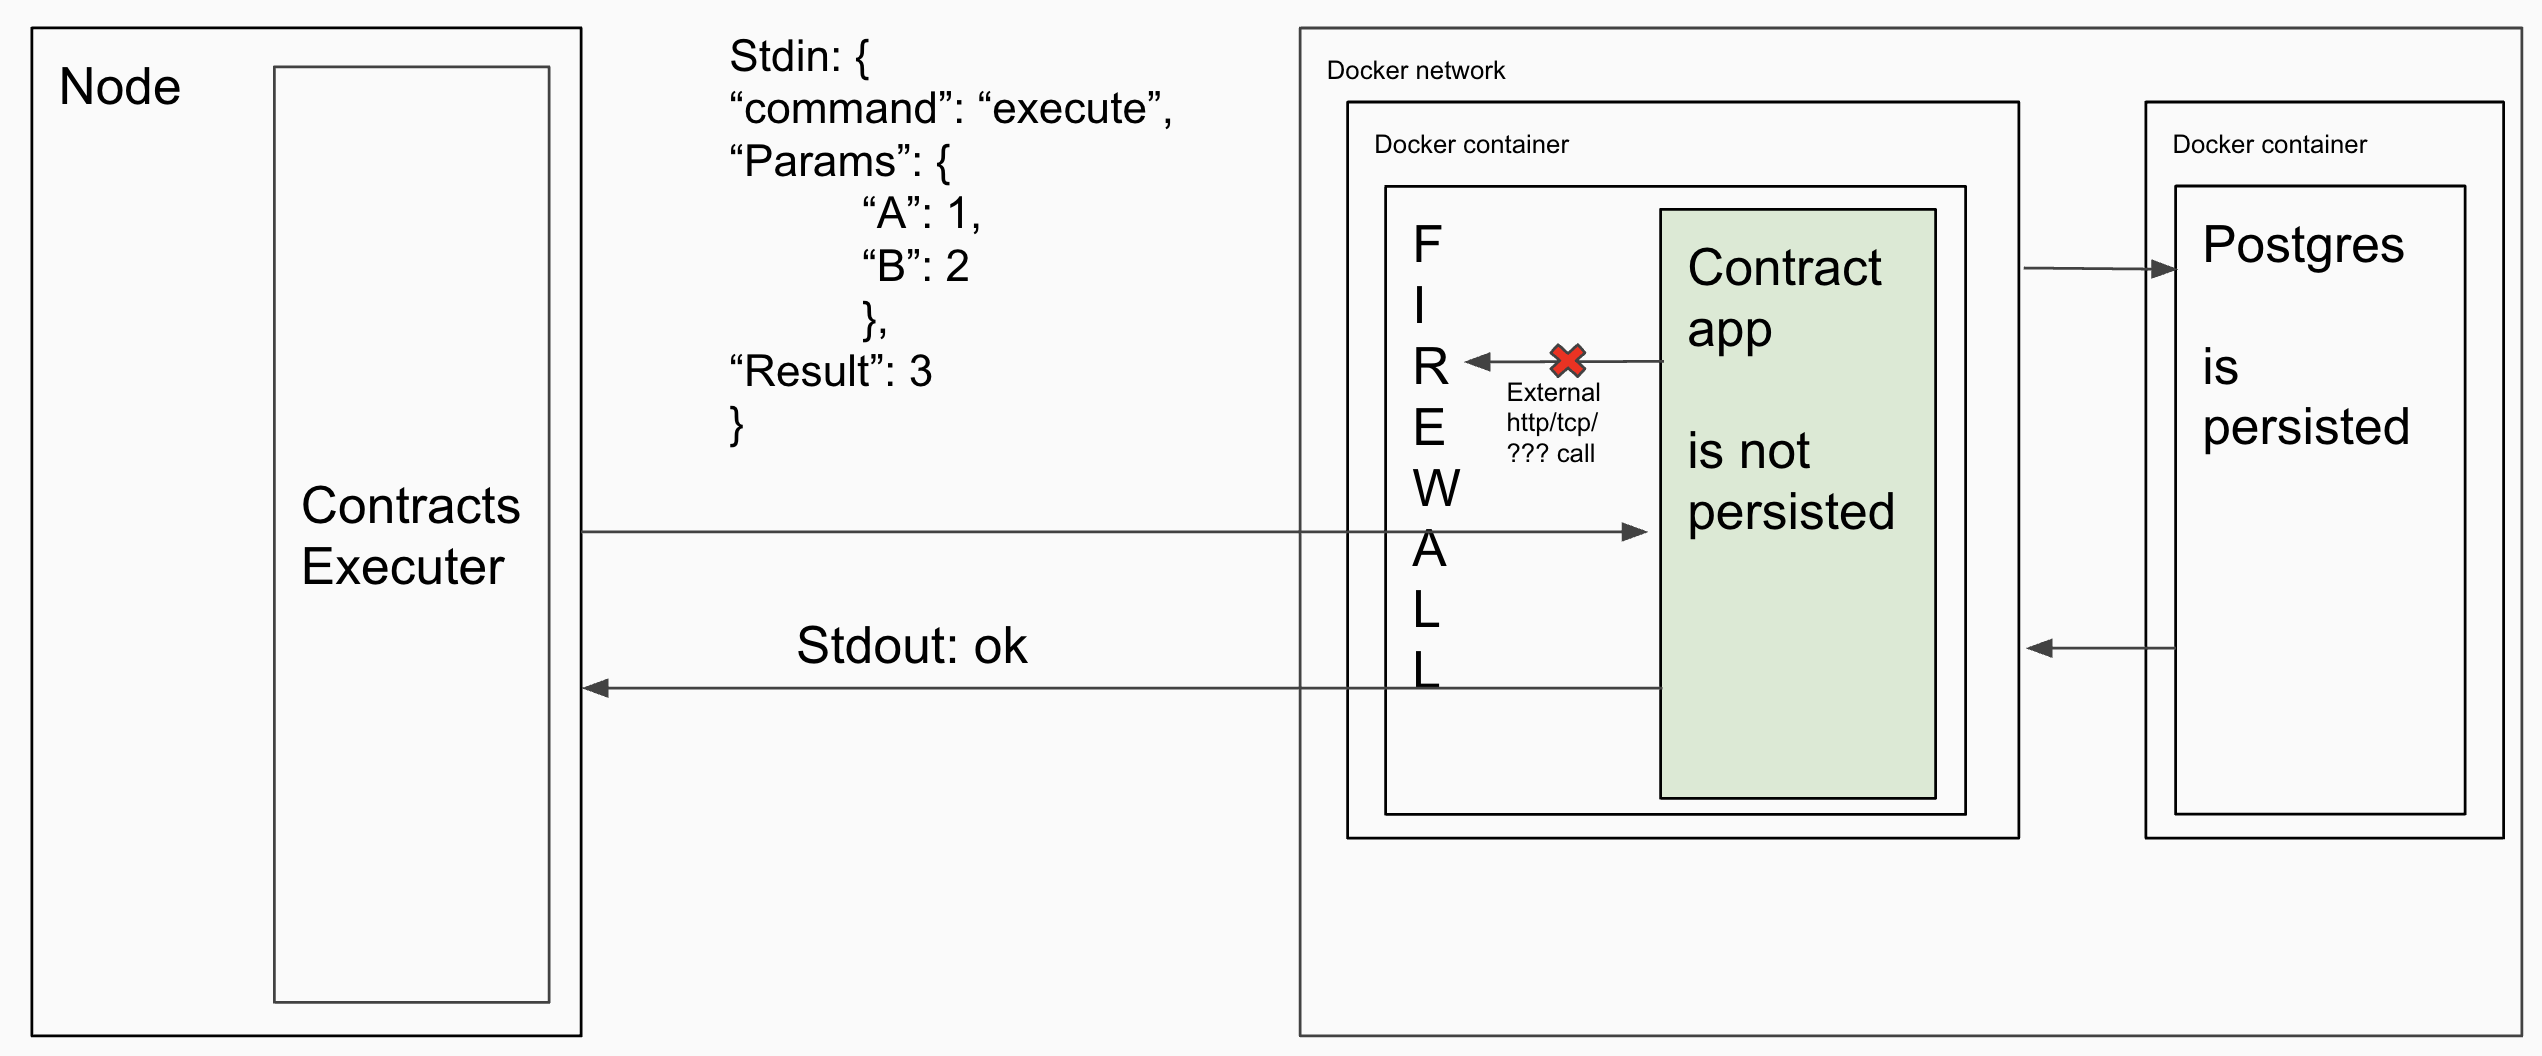 Node
Contracts
Executer
Stdin: {
“command”: “execute”,
“Params”: {
“A”: 1,
“B”: 2
},
“Result”: 3
}
Stdout: ok
Docker network
Docker container
F
I
R
E
W
A
L
L
External
http/tcp/
??? call
Contract
app
is not
persisted
Docker container
Postgres
is
persisted